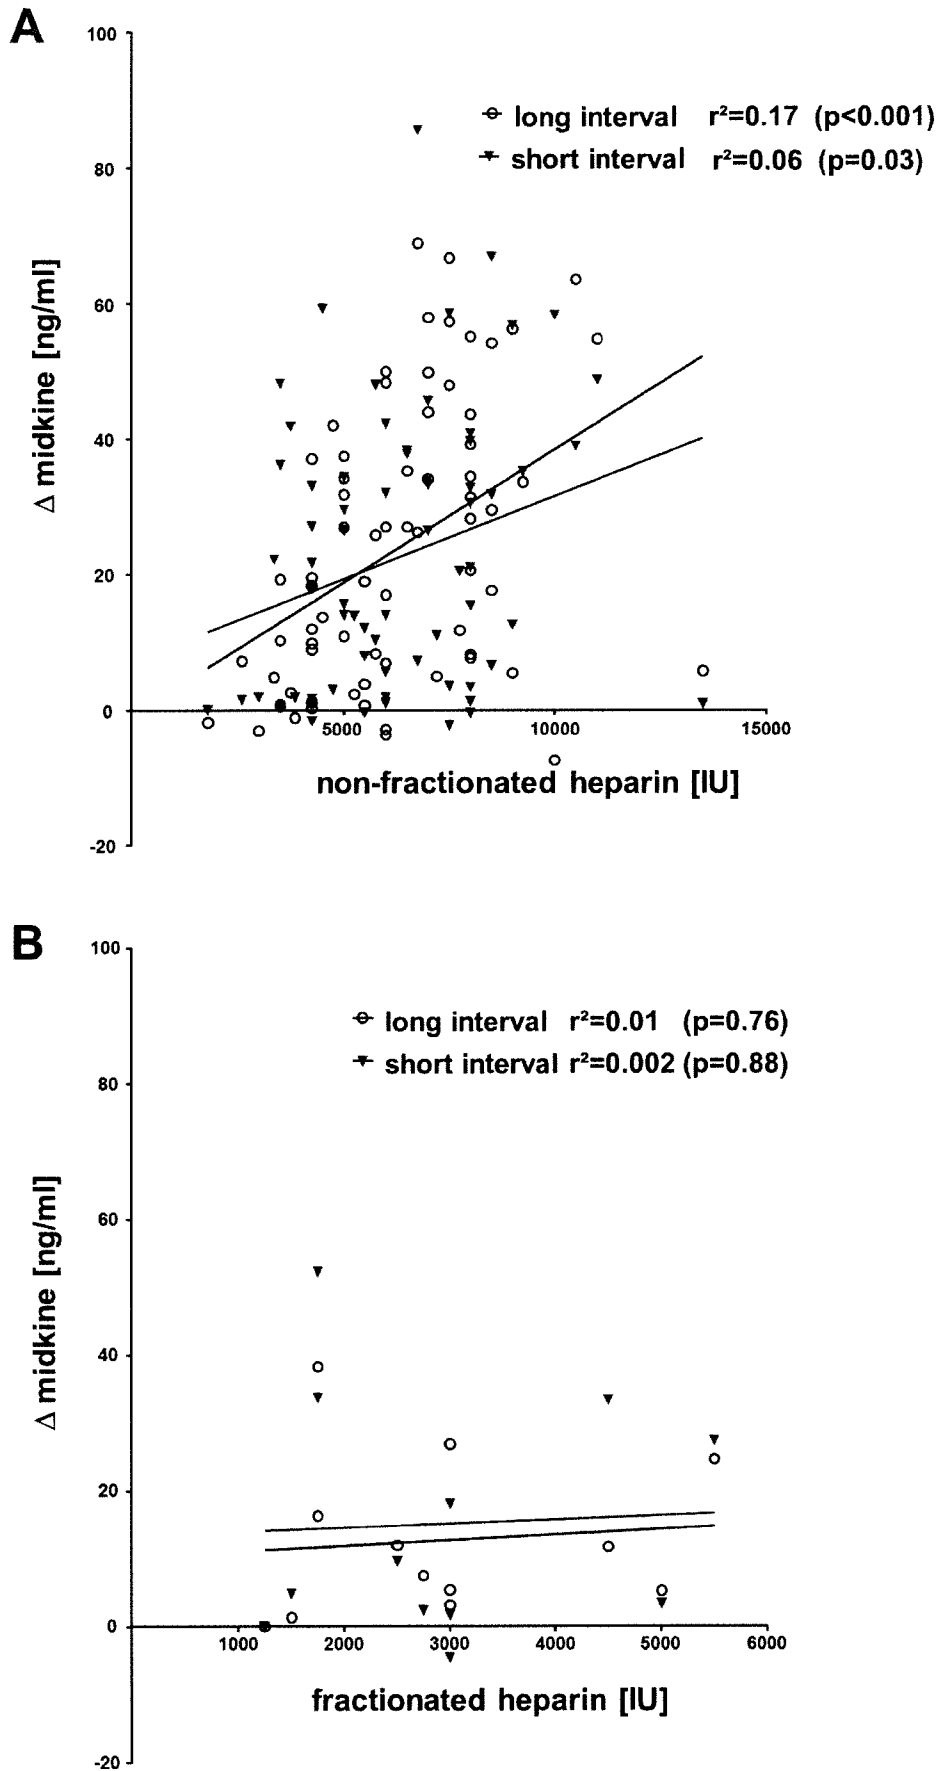 A
100
80
60
40
20
0
-20
Δ midkine [ng/ml]
long interval r²=0.17 (p<0.001)
short interval r²=0.06 (p=0.03)
5000 10000 15000
non-fractionated heparin [IU]
B
100
80
60
40
20
0
-20
Δ midkine [ng/ml]
long interval r²=0.01 (p=0.76)
short interval r²=0.002 (p=0.88)
1000 2000 3000 4000 5000 6000
fractionated heparin [IU]